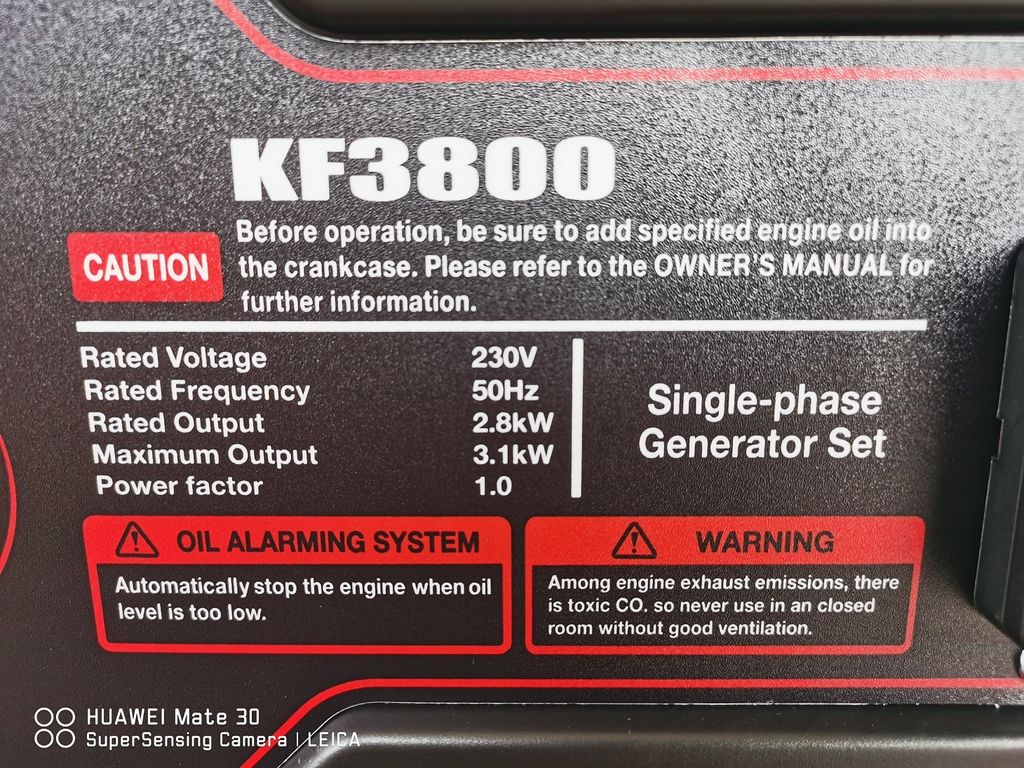 KF3800
CAUTION
Before operation, be sure to add specified engine oil into
the crankcase. Please refer to the OWNER'S MANUAL for
further information.
Rated Voltage 230V
Rated Frequency 50Hz
Rated Output 2.8kW
Maximum Output 3.1kW
Power factor 1.0
Single-phase
Generator Set
OIL ALARMING SYSTEM
Automatically stop the engine when oil
level is too low.
WARNING
Among engine exhaust emissions, there
is toxic CO. so never use in an closed
room without good ventilation.
HUAWEI Mate 30
SuperSensing Camera | LEICA